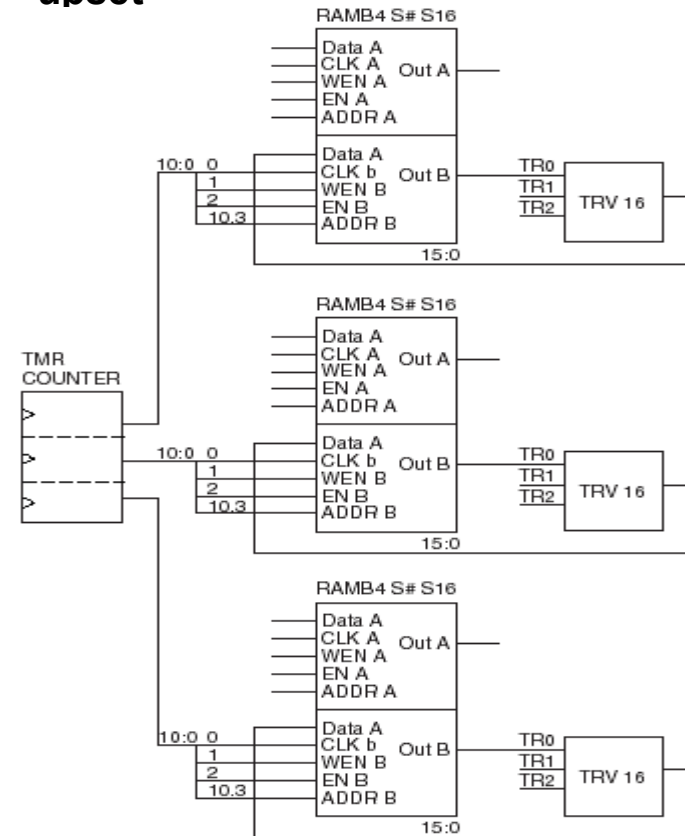 RAMB4 S# S16
Data A
CLK A
WEN A
EN A
ADDR A
Out A
10:0 0
1
2
10.3
Data A
CLK b
WEN B
EN B
ADDR B
Out B
15:0
TR0
TR1
TR2
TRV 16
TMR
COUNTER
RAMB4 S# S16
Data A
CLK A
WEN A
EN A
ADDR A
Out A
10:0 0
1
2
10.3
Data A
CLK b
WEN B
EN B
ADDR B
Out B
15:0
TR0
TR1
TR2
TRV 16
RAMB4 S# S16
Data A
CLK A
WEN A
EN A
ADDR A
Out A
10:0 0
1
2
10.3
Data A
CLK b
WEN B
EN B
ADDR B
Out B
15:0
TR0
TR1
TR2
TRV 16